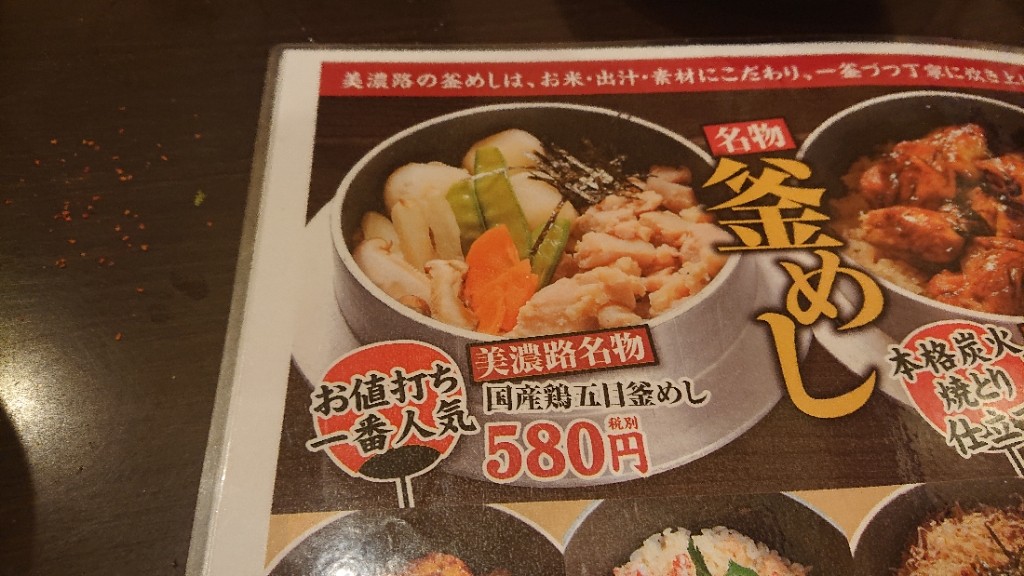 美濃路の釜めしは、お米・出汁・素材にこだわり。一釜づつ丁寧に炊き上
名物
釜めし
美濃路名物
国産鶏五目釜めし
580円
税別
お値打ち
一番人気
本格炭火
焼とり
仕立